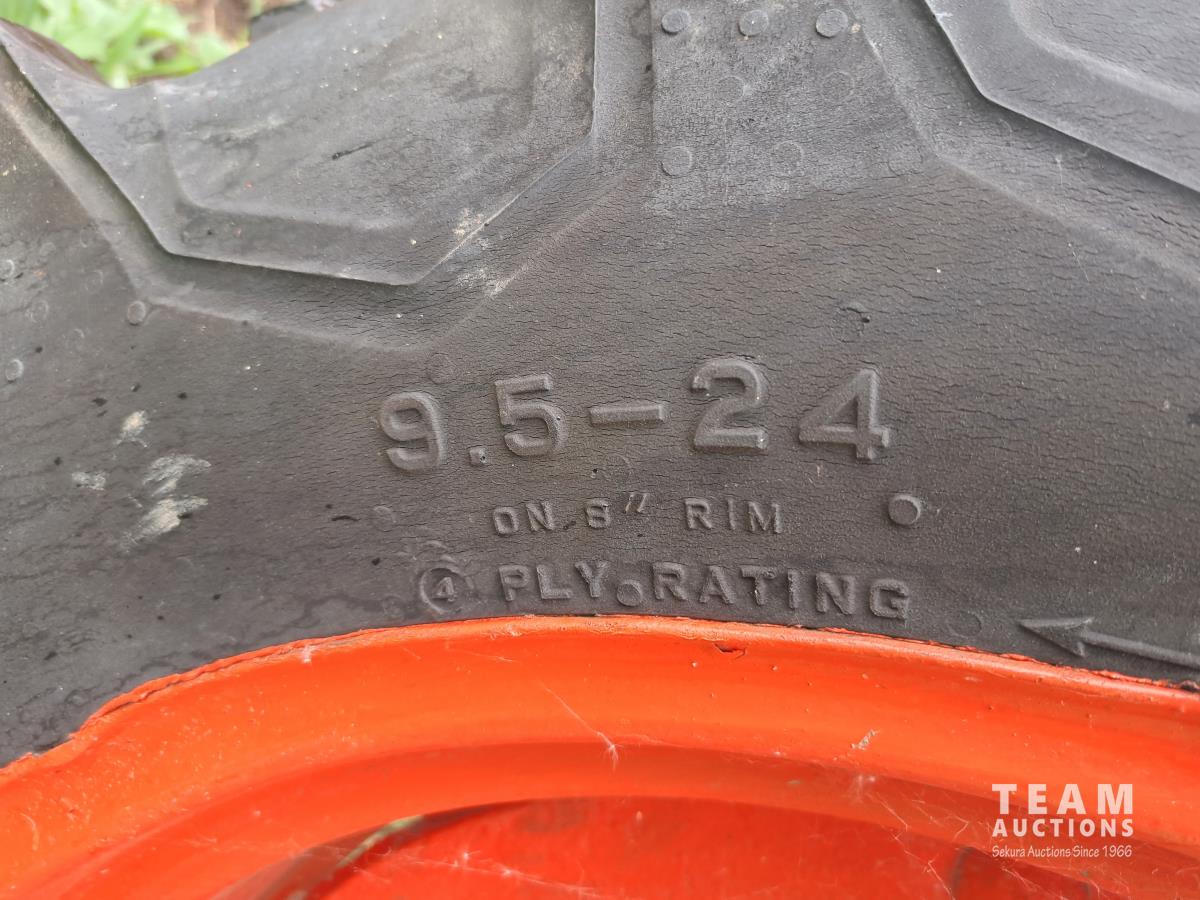 9.5-24
ON 8" RIM
4 PLY RATING
TEAM
AUCTIONS
Sekura Auctions Since 1966